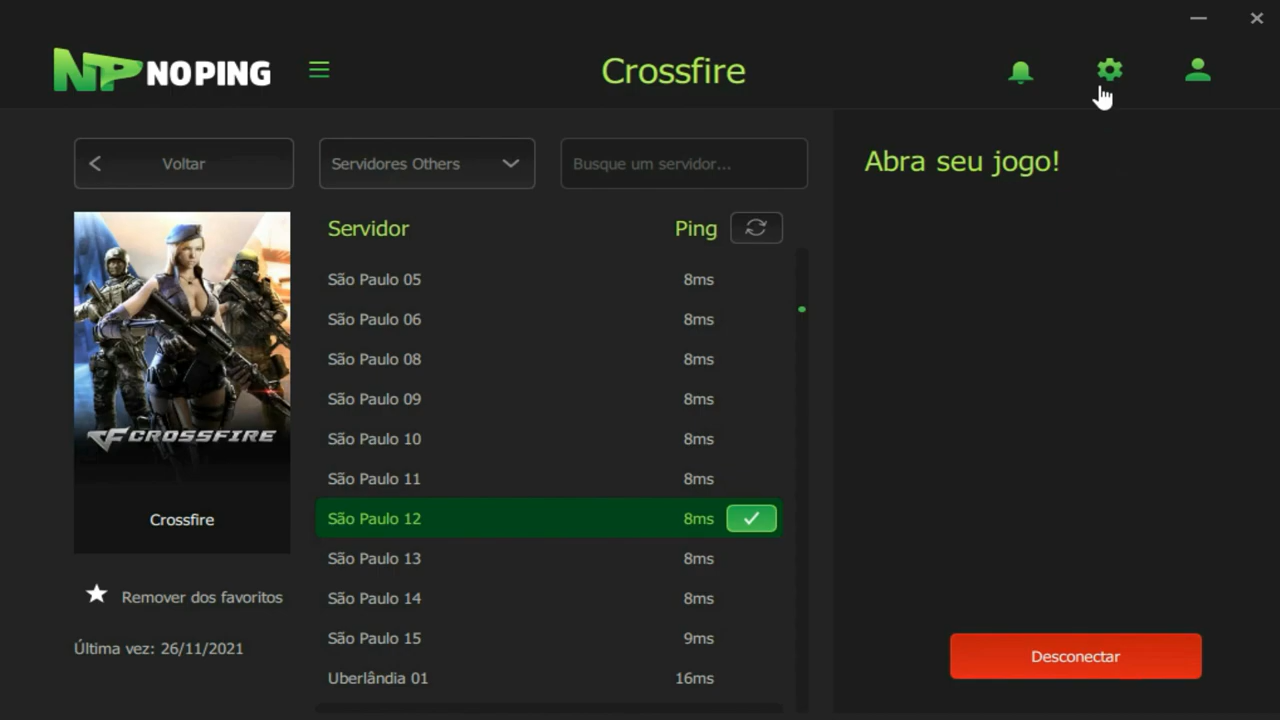 NP NOPING
Crossfire
Voltar
Servidores Others
Busque um servidor...
Abra seu jogo!
CF CROSSFIRE
Crossfire
Remover dos favoritos
Última vez: 26/11/2021
Servidor Ping
São Paulo 05 8ms
São Paulo 06 8ms
São Paulo 08 8ms
São Paulo 09 8ms
São Paulo 10 8ms
São Paulo 11 8ms
São Paulo 12 8ms
São Paulo 13 8ms
São Paulo 14 8ms
São Paulo 15 9ms
Uberlândia 01 16ms
Desconectar